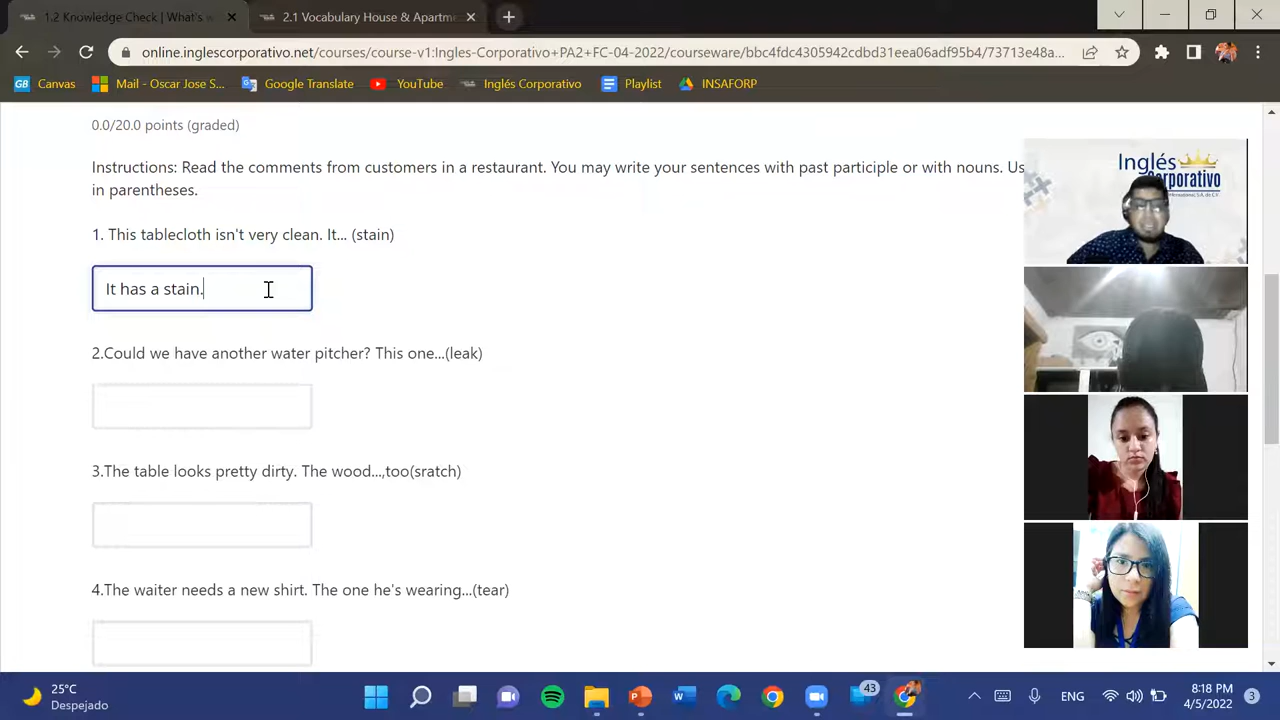 1.2 Knowledge Check | What's w
2.1 Vocabulary House & Apartm
online.inglescorporativo.net/courses/course-v1:Ingles-Corporativo+PA2+FC-04-2022/courseware/bbc4fdc4305942cdbd31eea06adf95b4/73713e48a...
GB Canvas Mail - Oscar Jose S... Google Translate YouTube Inglés Corporativo Playlist INSAFORP
0.0/20.0 points (graded)
Instructions: Read the comments from customers in a restaurant. You may write your sentences with past participle or with nouns. Us
in parentheses.
1. This tablecloth isn't very clean. It... (stain)
It has a stain.
2.Could we have another water pitcher? This one...(leak)
3.The table looks pretty dirty. The wood...,too(sratch)
4.The waiter needs a new shirt. The one he's wearing...(tear)
Inglés
Corporativo
25°C
Despejado
43
ENG
8:18 PM
4/5/2022
3